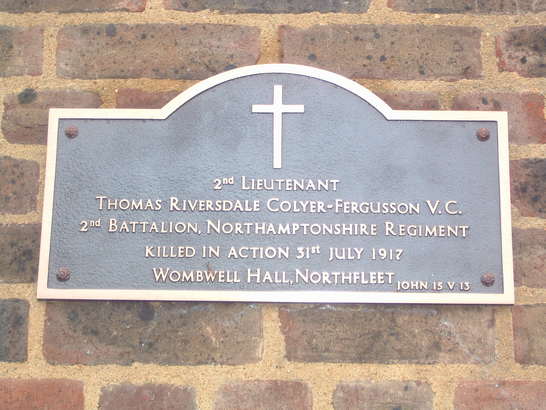 2nd LIEUTENANT
THOMAS RIVERSDALE COLYER-FERGUSSON V.C.
2nd BATTALION, NORTHAMPTONSHIRE REGIMENT
KILLED IN ACTION 31ST JULY 1917
WOMBWELL HALL, NORTHFLEET
JOHN 15 V 13